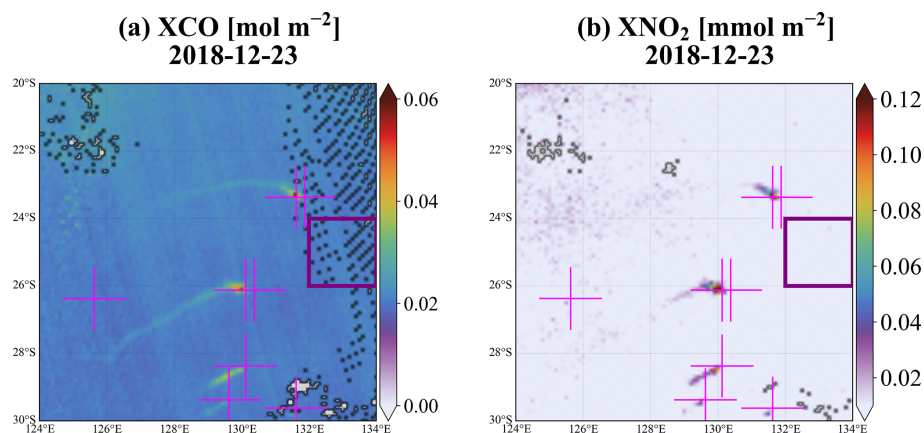 (a) XCO [mol m⁻²]
2018-12-23
20°S
22°S
24°S
26°S
28°S
30°S
124°E 126°E 128°E 130°E 132°E 134°E
0.06
0.04
0.02
0.00
(b) XNO₂ [mmol m⁻²]
2018-12-23
20°S
22°S
24°S
26°S
28°S
30°S
124°E 126°E 128°E 130°E 132°E 134°E
0.12
0.10
0.08
0.06
0.04
0.02